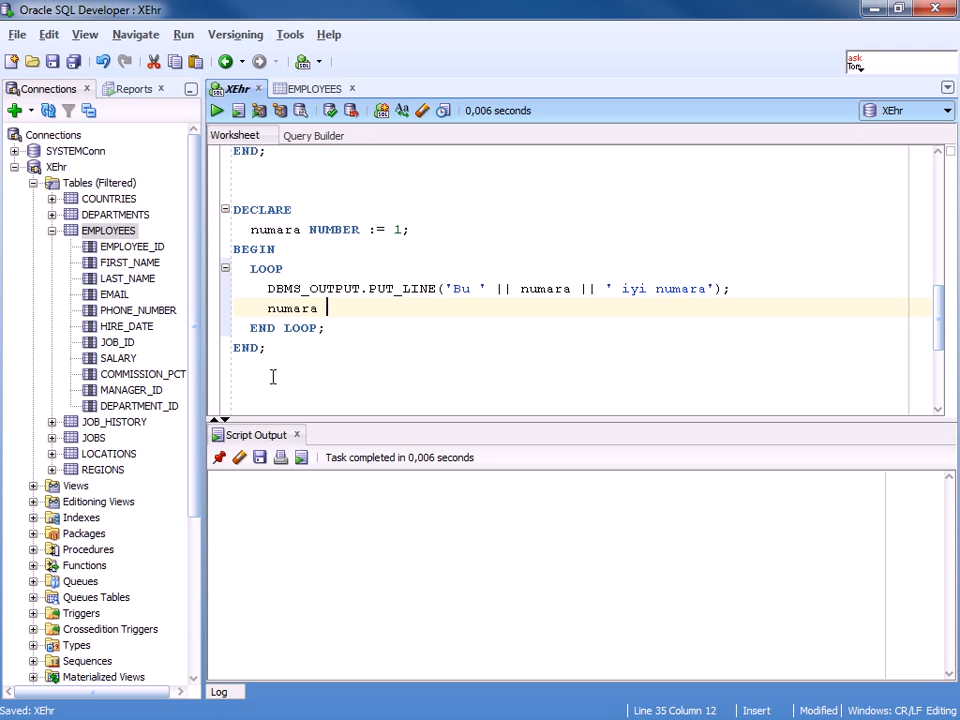 Oracle SQL Developer : XEhr
File Edit View Navigate Run Versioning Tools Help
ask
Tom
Connections Reports XEhr EMPLOYEES
0,006 seconds XEhr
Worksheet Query Builder
Connections
SYSTEMConn
XEhr
Tables (Filtered)
COUNTRIES
DEPARTMENTS
EMPLOYEES
EMPLOYEE_ID
FIRST_NAME
LAST_NAME
EMAIL
PHONE_NUMBER
HIRE_DATE
JOB_ID
SALARY
COMMISSION_PCT
MANAGER_ID
DEPARTMENT_ID
JOB_HISTORY
JOBS
LOCATIONS
REGIONS
Views
Editioning Views
Indexes
Packages
Procedures
Functions
Queues
Queues Tables
Triggers
Crossedition Triggers
Types
Sequences
Materialized Views
END;
DECLARE
numara NUMBER := 1;
BEGIN
LOOP
DBMS_OUTPUT.PUT_LINE('Bu ' || numara || ' iyi numara');
numara
END LOOP;
END;
Script Output
Task completed in 0,006 seconds
Log
Saved: XEhr Line 35 Column 12 Insert Modified Windows: CR/LF Editing